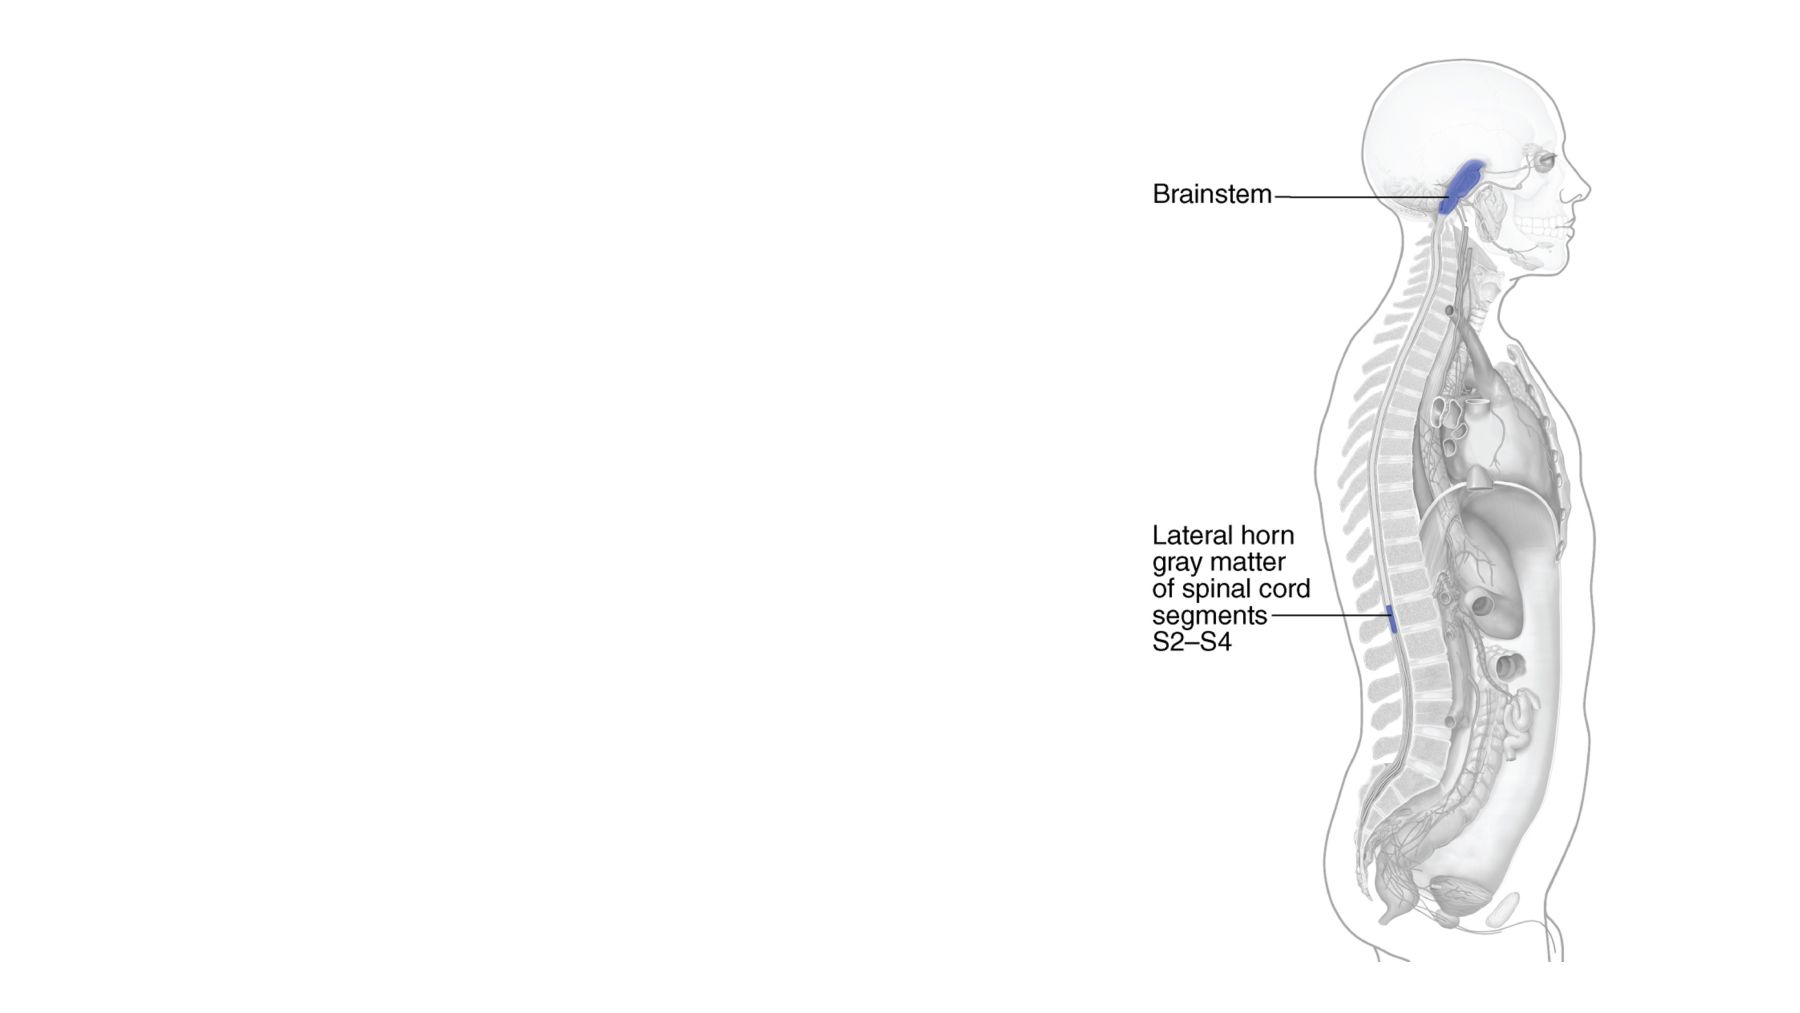 Brainstem
Lateral horn
gray matter
of spinal cord
segments
S2–S4